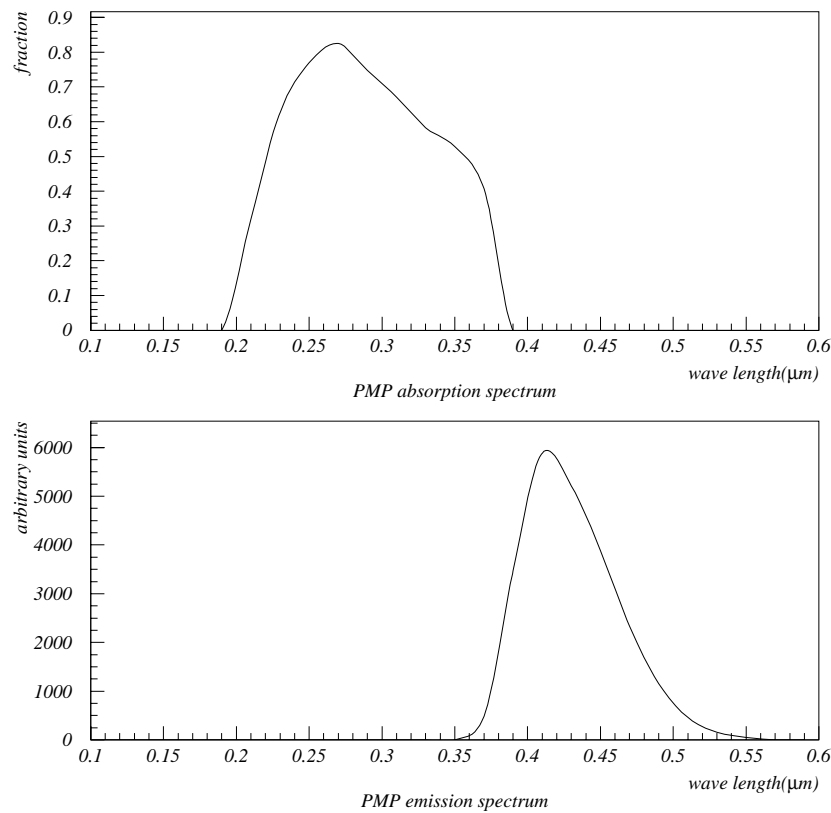 fraction
0.9
0.8
0.7
0.6
0.5
0.4
0.3
0.2
0.1
0
0.1 0.15 0.2 0.25 0.3 0.35 0.4 0.45 0.5 0.55 0.6
wave length(μm)
PMP absorption spectrum
arbitrary units
6000
5000
4000
3000
2000
1000
0
0.1 0.15 0.2 0.25 0.3 0.35 0.4 0.45 0.5 0.55 0.6
wave length(μm)
PMP emission spectrum